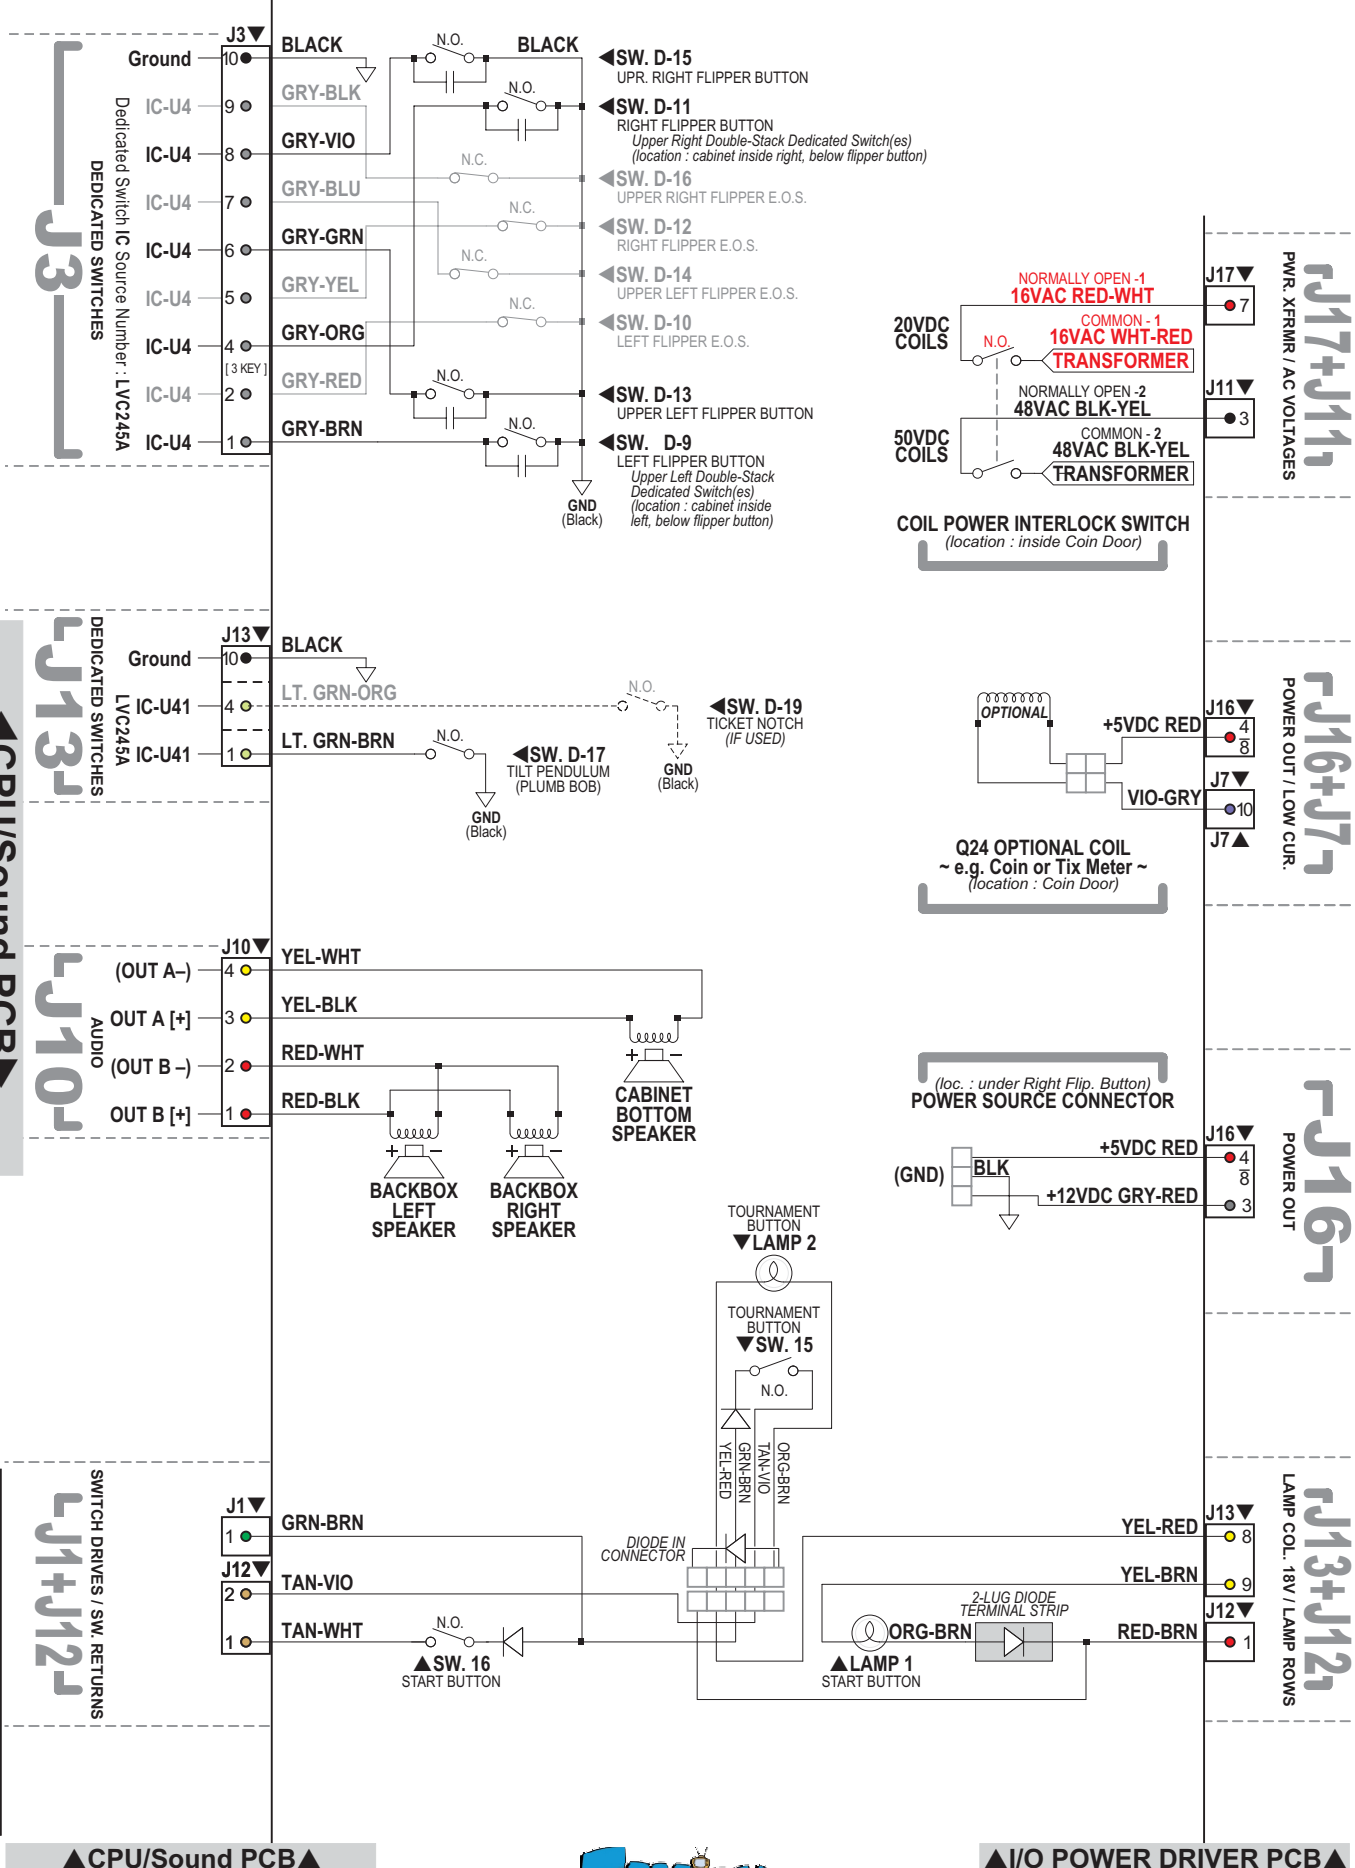 J3▼
J3
DEDICATED SWITCHES
Dedicated Switch IC Source Number : LVC245A
Ground 10 BLACK
IC-U4 9 GRY-BLK
IC-U4 8 GRY-VIO
IC-U4 7 GRY-BLU
IC-U4 6 GRY-GRN
IC-U4 5 GRY-YEL
IC-U4 4 GRY-ORG
[ 3 KEY ]
IC-U4 2 GRY-RED
IC-U4 1 GRY-BRN
N.O.
BLACK
◀SW. D-15
UPR. RIGHT FLIPPER BUTTON
N.O.
◀SW. D-11
RIGHT FLIPPER BUTTON
Upper Right Double-Stack Dedicated Switch(es)
(location : cabinet inside right, below flipper button)
N.C.
◀SW. D-16
UPPER RIGHT FLIPPER E.O.S.
N.C.
◀SW. D-12
RIGHT FLIPPER E.O.S.
N.C.
◀SW. D-14
UPPER LEFT FLIPPER E.O.S.
N.C.
◀SW. D-10
LEFT FLIPPER E.O.S.
N.O.
◀SW. D-13
UPPER LEFT FLIPPER BUTTON
N.O.
◀SW. D-9
LEFT FLIPPER BUTTON
Upper Left Double-Stack
Dedicated Switch(es)
(location : cabinet inside
left, below flipper button)
GND
(Black)
J17+J11
PWR. XFRMR / AC VOLTAGES
J17▼
7
NORMALLY OPEN -1
16VAC RED-WHT
20VDC
COILS
COMMON - 1
16VAC WHT-RED
N.O.
TRANSFORMER
J11▼
3
NORMALLY OPEN -2
48VAC BLK-YEL
50VDC
COILS
COMMON - 2
48VAC BLK-YEL
TRANSFORMER
COIL POWER INTERLOCK SWITCH
(location : inside Coin Door)
◀CPU/Sound PCB▶
J13
DEDICATED SWITCHES
LVC245A
J13▼
Ground 10 BLACK
IC-U41 4 LT. GRN-ORG
IC-U41 1 LT. GRN-BRN
N.O.
◀SW. D-19
TICKET NOTCH
(IF USED)
GND
(Black)
N.O.
◀SW. D-17
TILT PENDULUM
(PLUMB BOB)
GND
(Black)
J16+J7
POWER OUT / LOW CUR.
OPTIONAL
J16▼
+5VDC RED 4
8
J7▼
VIO-GRY 10
J7▲
Q24 OPTIONAL COIL
~ e.g. Coin or Tix Meter ~
(location : Coin Door)
J10
AUDIO
J10▼
(OUT A–) 4 YEL-WHT
OUT A [+] 3 YEL-BLK
(OUT B –) 2 RED-WHT
OUT B [+] 1 RED-BLK
+ –
CABINET
BOTTOM
SPEAKER
+ –
BACKBOX
LEFT
SPEAKER
+ –
BACKBOX
RIGHT
SPEAKER
J16
POWER OUT
(loc. : under Right Flip. Button)
POWER SOURCE CONNECTOR
J16▼
+5VDC RED 4
8
(GND) BLK
+12VDC GRY-RED 3
TOURNAMENT
BUTTON
▼LAMP 2
TOURNAMENT
BUTTON
▼SW. 15
N.O.
YEL-RED
GRN-BRN
TAN-VIO
ORG-BRN
J1+J12
SWITCH DRIVES / SW. RETURNS
J1▼
1 GRN-BRN
J12▼
2 TAN-VIO
1 TAN-WHT
N.O.
▲SW. 16
START BUTTON
DIODE IN
CONNECTOR
J13+J12
LAMP COL. 18V / LAMP ROWS
J13▼
YEL-RED 8
YEL-BRN 9
J12▼
RED-BRN 1
2-LUG DIODE
TERMINAL STRIP
ORG-BRN
▲LAMP 1
START BUTTON
▲CPU/Sound PCB▲
▲I/O POWER DRIVER PCB▲